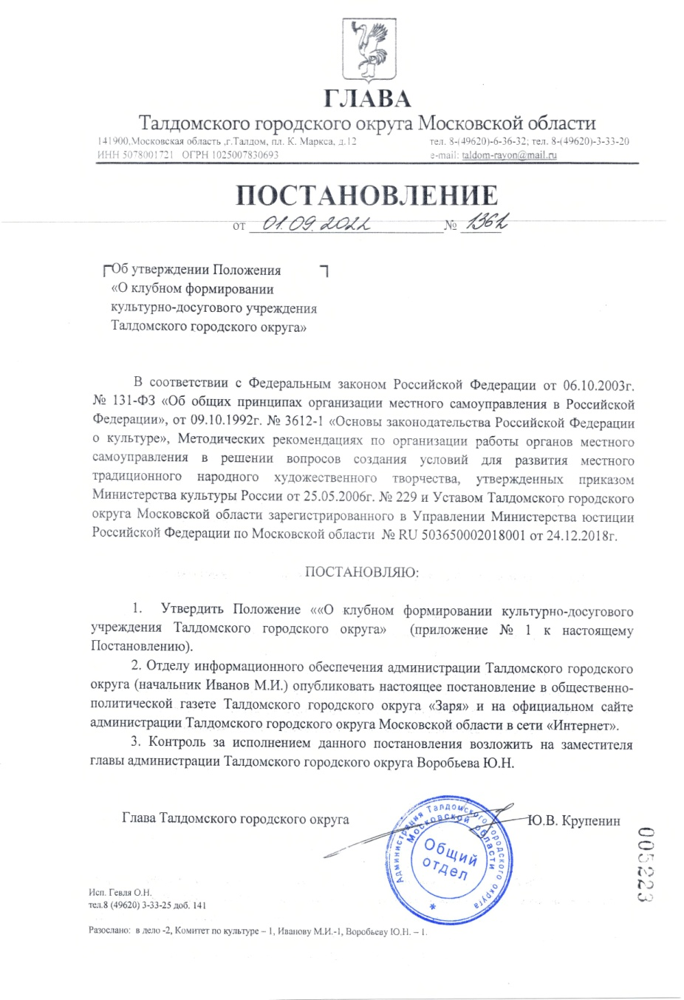 ГЛАВА
Талдомского городского округа Московской области
141900,Московская область ,г.Талдом, пл. К. Маркса, д.12 тел. 8-(49620)-6-36-32; тел. 8-(49620)-3-33-20
ИНН 5078001721 ОГРН 1025007830693 e-mail: taldom-rayon@mail.ru
ПОСТАНОВЛЕНИЕ
от 01.09.2022 № 1362
Об утверждении Положения
«О клубном формировании
культурно-досугового учреждения
Талдомского городского округа»
В соответствии с Федеральным законом Российской Федерации от 06.10.2003г.
№ 131-ФЗ «Об общих принципах организации местного самоуправления в Российской
Федерации», от 09.10.1992г. № 3612-1 «Основы законодательства Российской Федерации
о культуре», Методических рекомендациях по организации работы органов местного
самоуправления в решении вопросов создания условий для развития местного
традиционного народного художественного творчества, утвержденных приказом
Министерства культуры России от 25.05.2006г. № 229 и Уставом Талдомского городского
округа Московской области зарегистрированного в Управлении Министерства юстиции
Российской Федерации по Московской области № RU 503650002018001 от 24.12.2018г.
ПОСТАНОВЛЯЮ:
1. Утвердить Положение ««О клубном формировании культурно-досугового
учреждения Талдомского городского округа» (приложение № 1 к настоящему
Постановлению).
2. Отделу информационного обеспечения администрации Талдомского городского
округа (начальник Иванов М.И.) опубликовать настоящее постановление в общественно-
политической газете Талдомского городского округа «Заря» и на официальном сайте
администрации Талдомского городского округа Московской области в сети «Интернет».
3. Контроль за исполнением данного постановления возложить на заместителя
главы администрации Талдомского городского округа Воробьева Ю.Н.
Глава Талдомского городского округа Ю.В. Крупенин
Администрация Талдомского городского округа
Московской области
Общий
отдел
005223
Исп. Гевля О.Н.
тел.8 (49620) 3-33-25 доб. 141
Разослано: в дело -2, Комитет по культуре – 1, Иванову М.И.-1, Воробьеву Ю.Н. – 1.